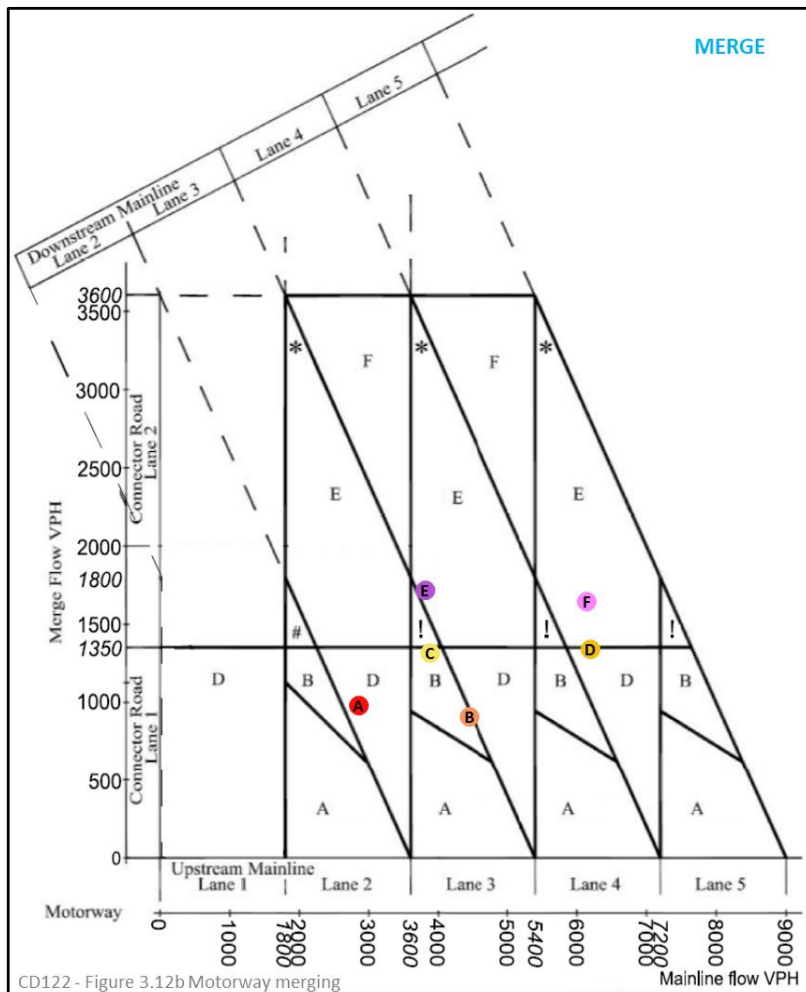 MERGE
Lane 5
Lane 4
Lane 3
Downstream Mainline
Lane 2
3600
3500
* * *
F F
3000
Connector Road
Lane 2
2500
E E E
2000
Merge Flow VPH
1800
E
F
1500
# ! ! !
1350
C
D
D B D B D B D B
Connector Road
Lane 1
1000
A
B
500
A A A A
0
Upstream Mainline
Lane 1 Lane 2 Lane 3 Lane 4 Lane 5
Motorway
0 1000 1800 2000 3000 3600 4000 5000 5400 6000 7000 7200 8000 9000
Mainline flow VPH
CD122 - Figure 3.12b Motorway merging